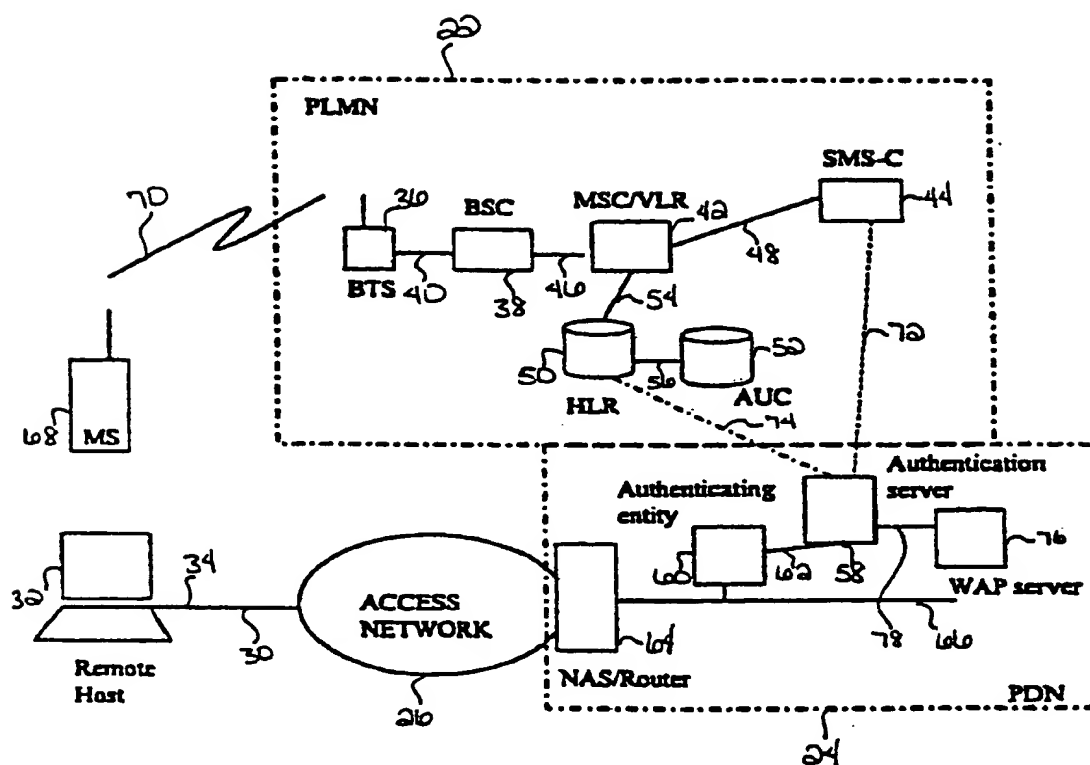 22
PLMN
SMS-C
70
36
BSC
MSC/VLR
42
44
BTS
40
38
46
48
54
72
50
56
52
HLR
AUC
74
68
MS
Authentication
server
Authenticating
entity
60
62
58
76
WAP server
32
34
30
ACCESS
NETWORK
64
78
66
Remote
Host
26
NAS/Router
PDN
24